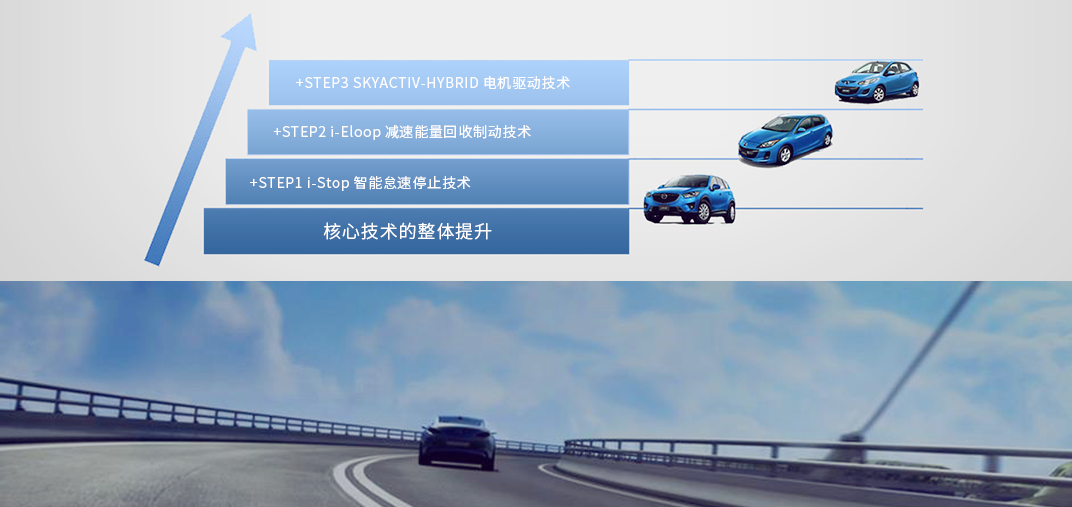 +STEP3 SKYACTIV-HYBRID 电机驱动技术
+STEP2 i-Eloop 减速能量回收制动技术
+STEP1 i-Stop 智能怠速停止技术
核心技术的整体提升